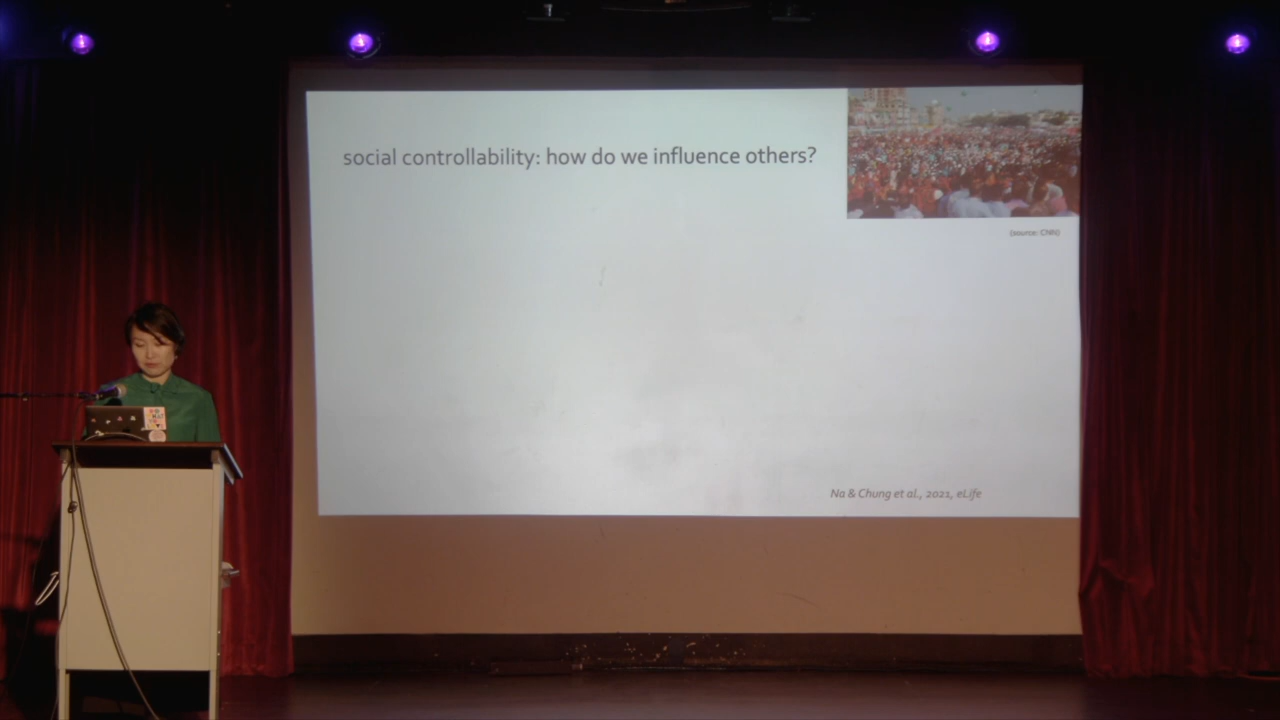 social controllability: how do we influence others?
(source: CNN)
Na & Chung et al., 2021, eLife